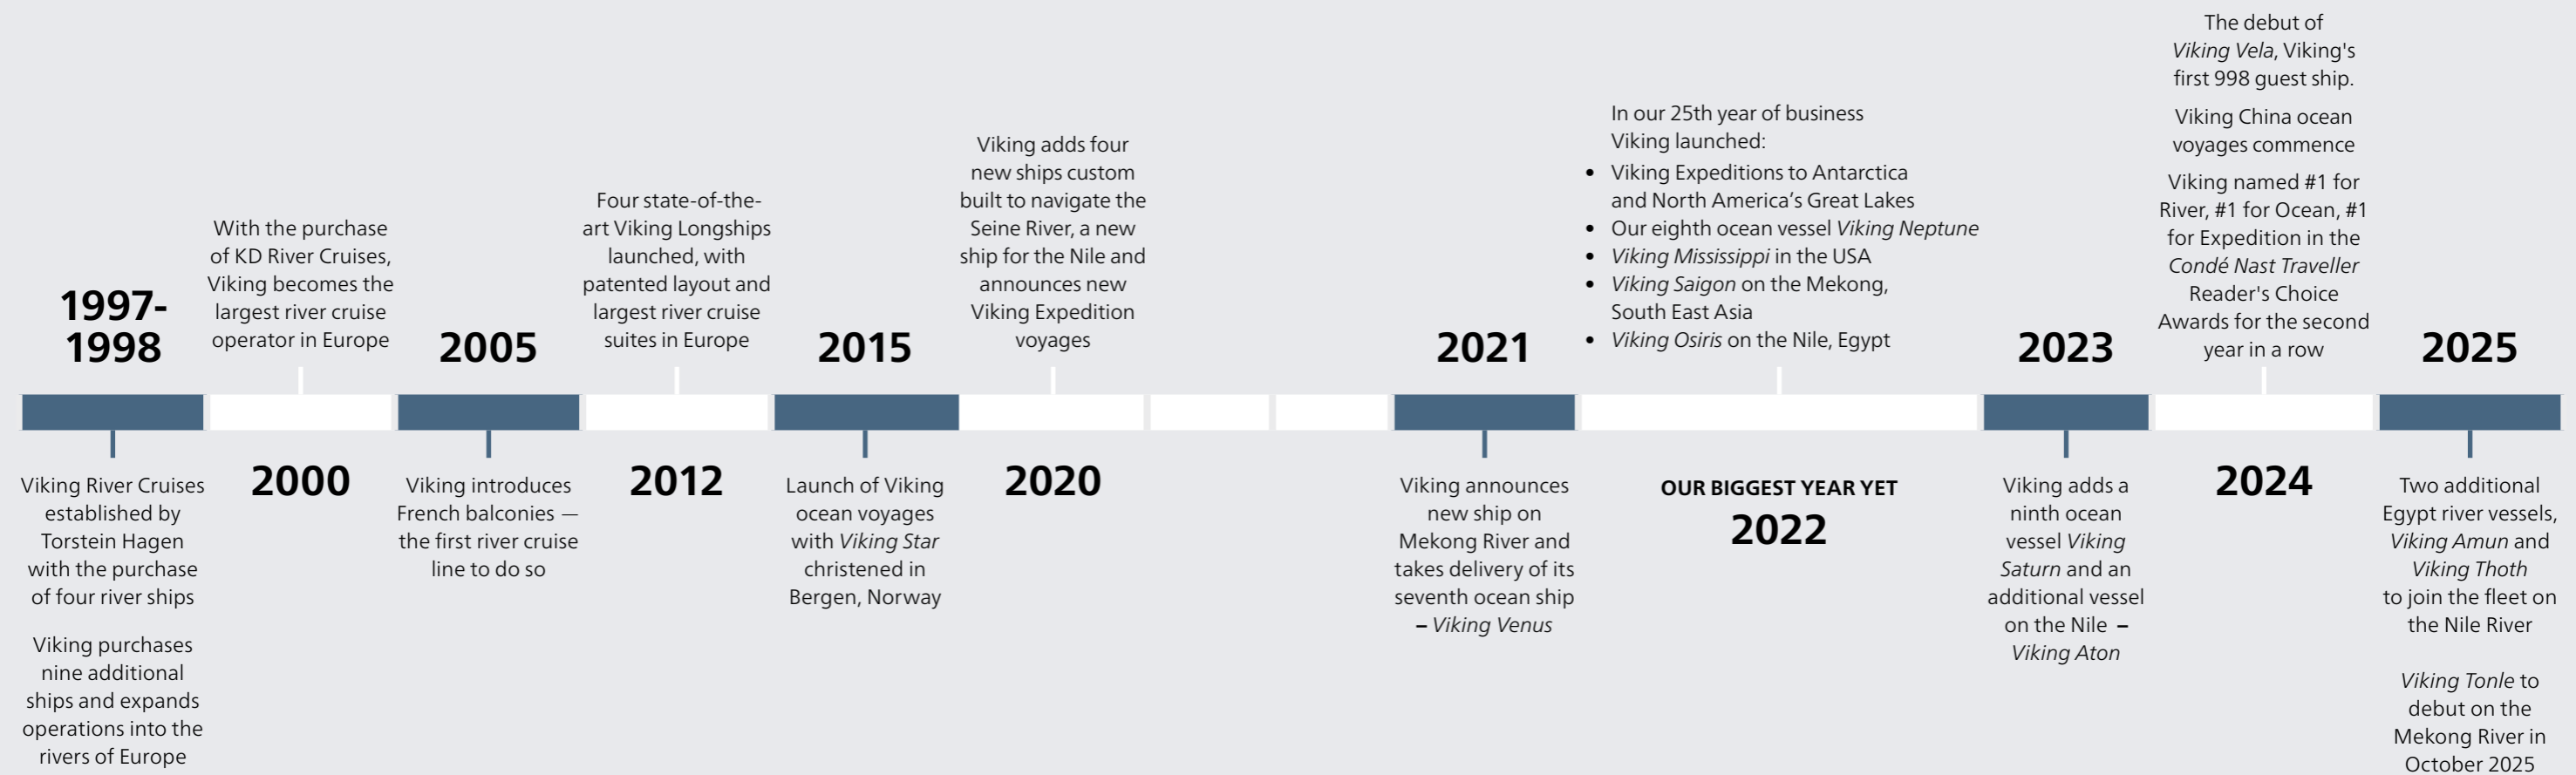 1997-
1998
Viking River Cruises
established by
Torstein Hagen
with the purchase
of four river ships
Viking purchases
nine additional
ships and expands
operations into the
rivers of Europe
With the purchase
of KD River Cruises,
Viking becomes the
largest river cruise
operator in Europe
2000
2005
Viking introduces
French balconies —
the first river cruise
line to do so
Four state-of-the-
art Viking Longships
launched, with
patented layout and
largest river cruise
suites in Europe
2012
2015
Launch of Viking
ocean voyages
with Viking Star
christened in
Bergen, Norway
Viking adds four
new ships custom
built to navigate the
Seine River, a new
ship for the Nile and
announces new
Viking Expedition
voyages
2020
2021
Viking announces
new ship on
Mekong River and
takes delivery of its
seventh ocean ship
– Viking Venus
In our 25th year of business
Viking launched:
• Viking Expeditions to Antarctica
and North America’s Great Lakes
• Our eighth ocean vessel Viking Neptune
• Viking Mississippi in the USA
• Viking Saigon on the Mekong,
South East Asia
• Viking Osiris on the Nile, Egypt
OUR BIGGEST YEAR YET
2022
2023
Viking adds a
ninth ocean
vessel Viking
Saturn and an
additional vessel
on the Nile –
Viking Aton
The debut of
Viking Vela, Viking's
first 998 guest ship.
Viking China ocean
voyages commence
Viking named #1 for
River, #1 for Ocean, #1
for Expedition in the
Condé Nast Traveller
Reader's Choice
Awards for the second
year in a row
2024
2025
Two additional
Egypt river vessels,
Viking Amun and
Viking Thoth
to join the fleet on
the Nile River
Viking Tonle to
debut on the
Mekong River in
October 2025